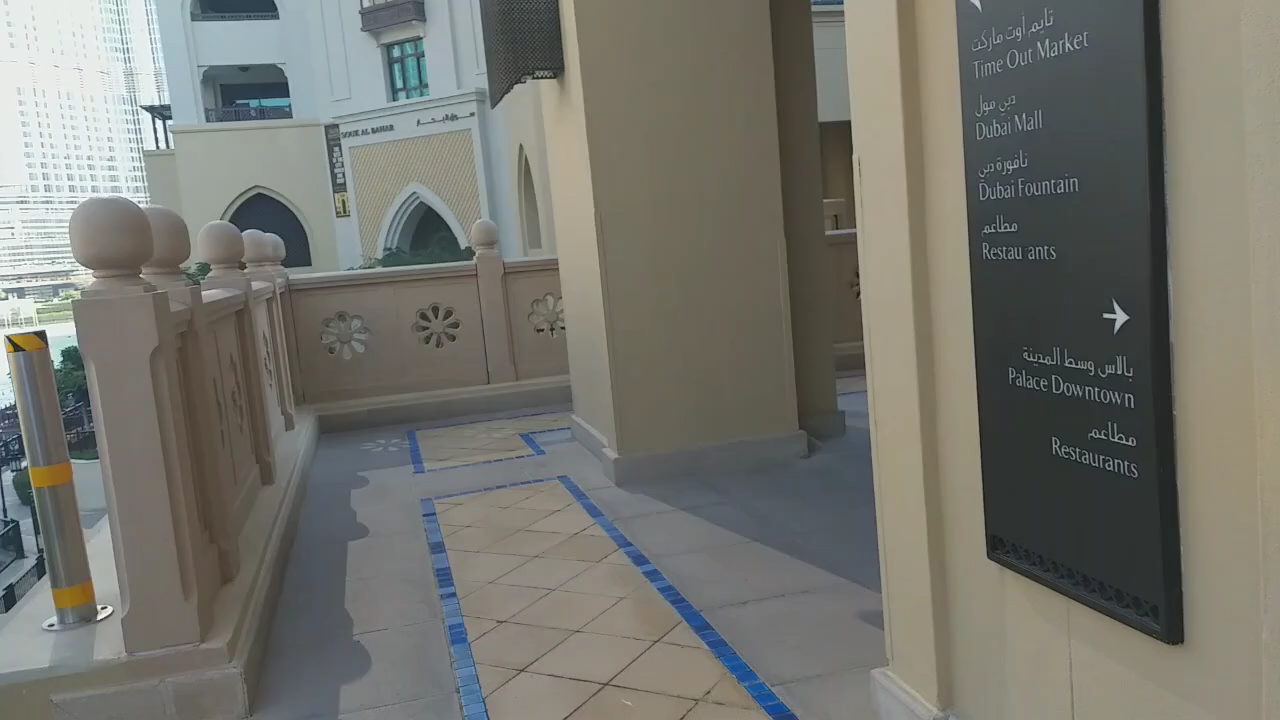 SOUK AL BAHAR سوق البحار
تايم أوت ماركت
Time Out Market
دبي مول
Dubai Mall
نافورة دبي
Dubai Fountain
مطاعم
Restau ants
بالاس وسط المدينة
Palace Downtown
مطاعم
Restaurants